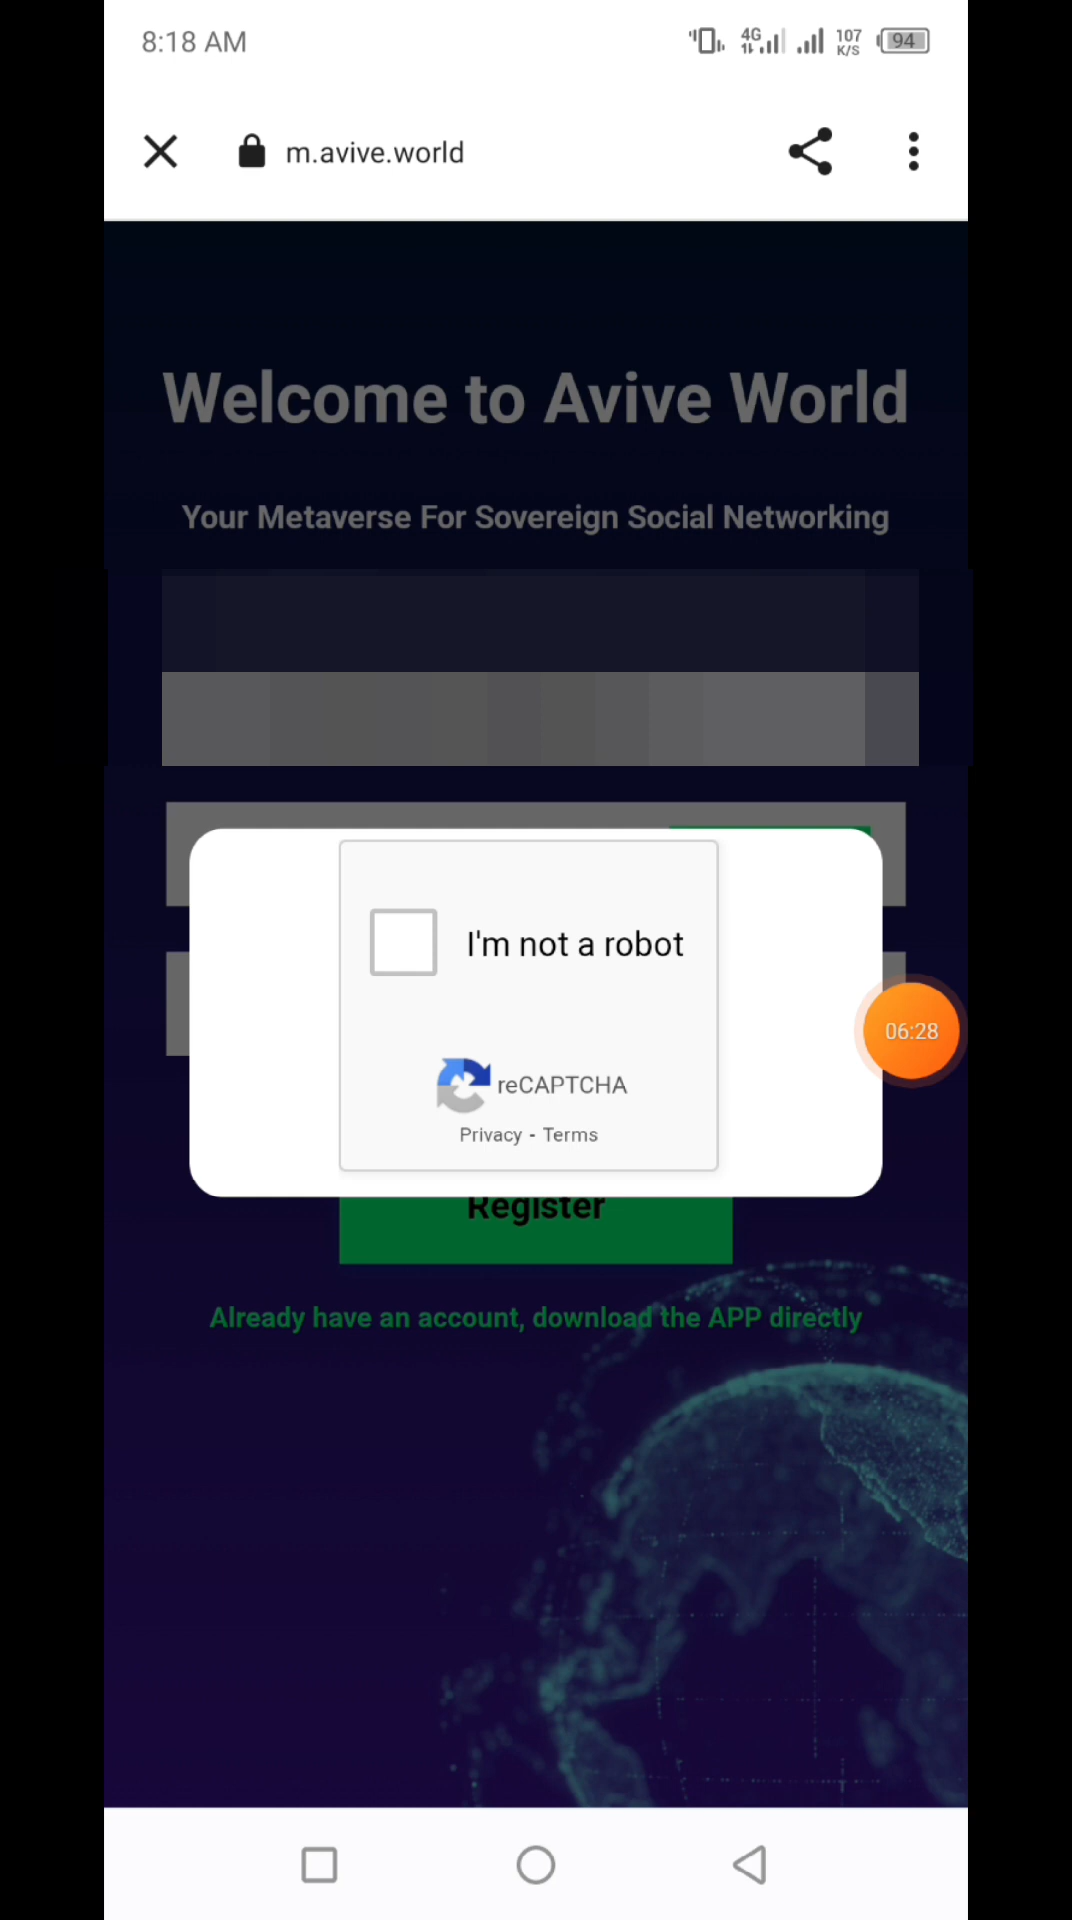 8:18 AM
4G
107
K/S
94
m.avive.world
Welcome to Avive World
Your Metaverse For Sovereign Social Networking
I'm not a robot
06:28
reCAPTCHA
Privacy - Terms
Register
Already have an account, download the APP directly